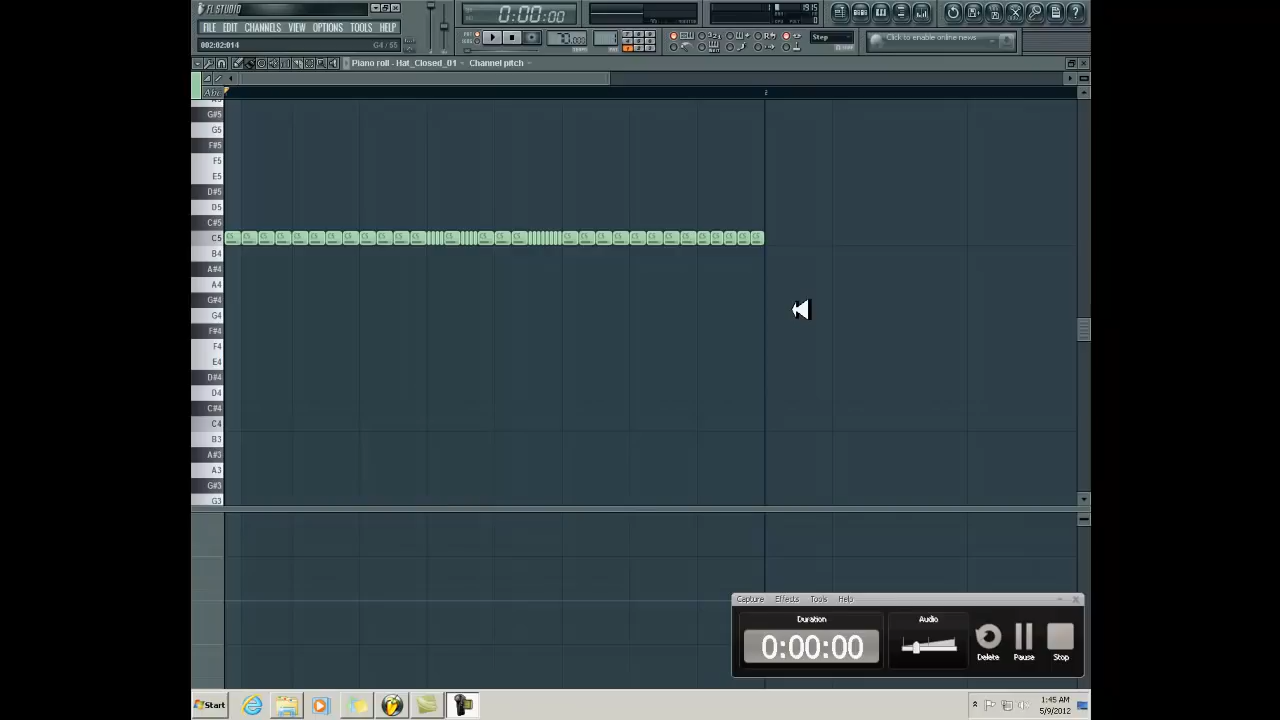 FL STUDIO
FILE EDIT CHANNELS VIEW OPTIONS TOOLS HELP
002:02:014 G4 / 55
0:00:00
Step
Click to enable online news
Piano roll - Hat_Closed_01 - Channel pitch
Abc
G#5
G5
F#5
F5
E5
D#5
D5
C#5
C5
B4
A#4
A4
G#4
G4
F#4
F4
E4
D#4
D4
C#4
C4
B3
A#3
A3
G#3
G3
Capture Effects Tools Help
Duration Audio
0:00:00
Delete Pause Stop
Start
1:45 AM
5/9/2012